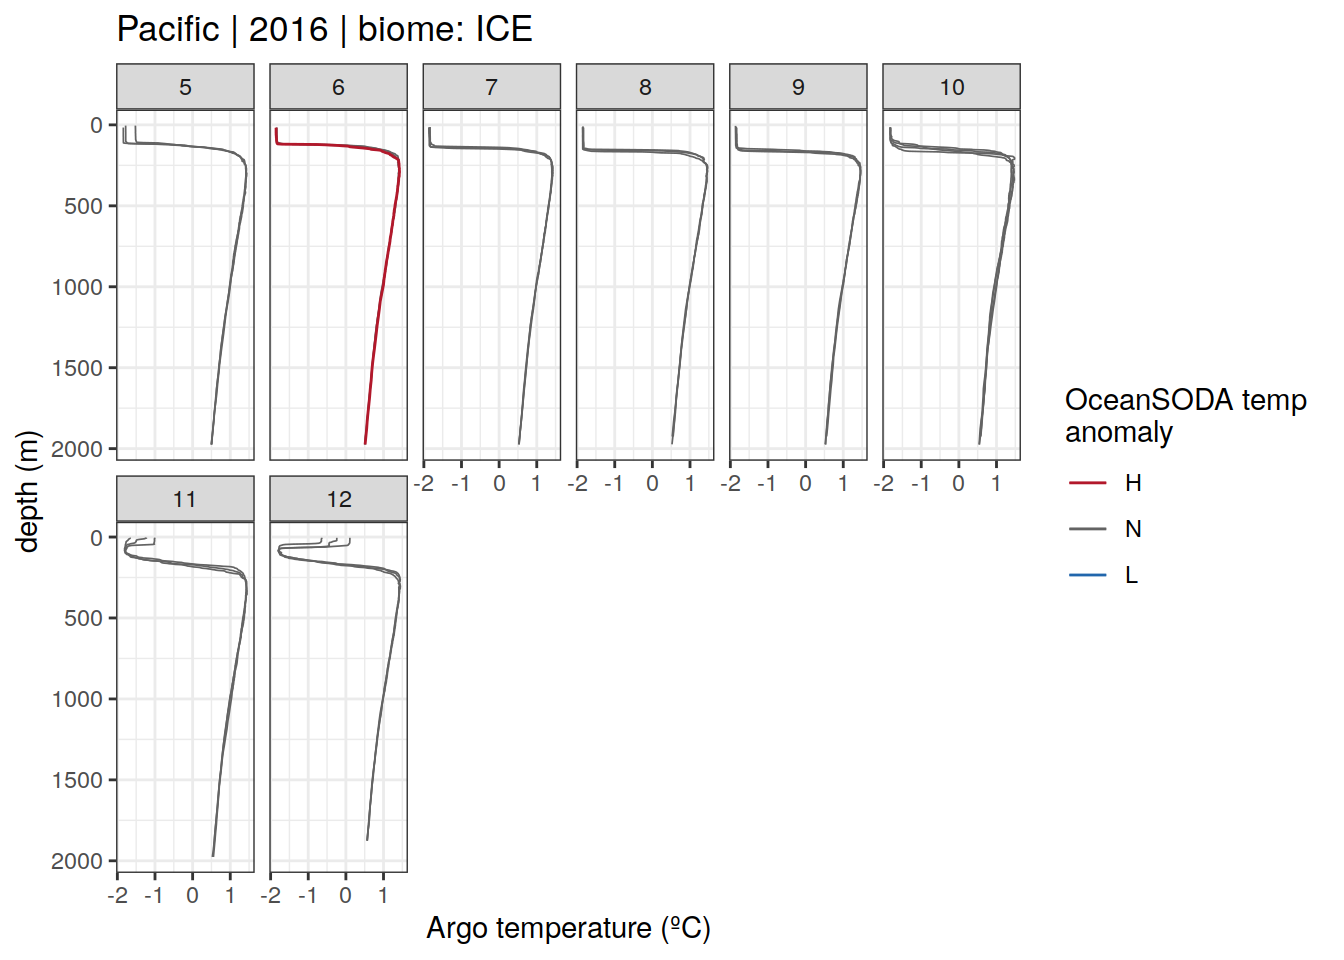 Pacific | 2016 | biome: ICE
5 6 7 8 9 10
0
500
1000
1500
2000
-2 -1 0 1 -2 -1 0 1 -2 -1 0 1 -2 -1 0 1
11 12
0
500
1000
1500
2000
-2 -1 0 1 -2 -1 0 1
depth (m)
Argo temperature (ºC)
OceanSODA temp
anomaly
H
N
L